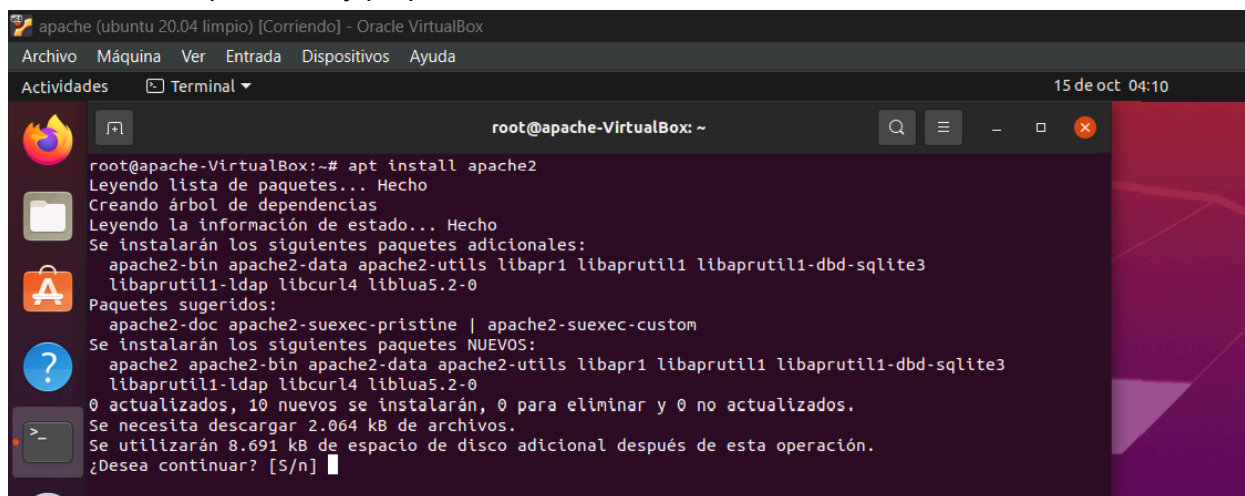 apache (ubuntu 20.04 limpio) [Corriendo] - Oracle VirtualBox
Archivo Máquina Ver Entrada Dispositivos Ayuda
Actividades Terminal 15 de oct 04:10
root@apache-VirtualBox: ~
root@apache-VirtualBox:~# apt install apache2
Leyendo lista de paquetes... Hecho
Creando árbol de dependencias
Leyendo la información de estado... Hecho
Se instalarán los siguientes paquetes adicionales:
apache2-bin apache2-data apache2-utils libapr1 libaprutil1 libaprutil1-dbd-sqlite3
libaprutil1-ldap libcurl4 liblua5.2-0
Paquetes sugeridos:
apache2-doc apache2-suexec-pristine | apache2-suexec-custom
Se instalarán los siguientes paquetes NUEVOS:
apache2 apache2-bin apache2-data apache2-utils libapr1 libaprutil1 libaprutil1-dbd-sqlite3
libaprutil1-ldap libcurl4 liblua5.2-0
0 actualizados, 10 nuevos se instalarán, 0 para eliminar y 0 no actualizados.
Se necesita descargar 2.064 kB de archivos.
Se utilizarán 8.691 kB de espacio de disco adicional después de esta operación.
¿Desea continuar? [S/n]